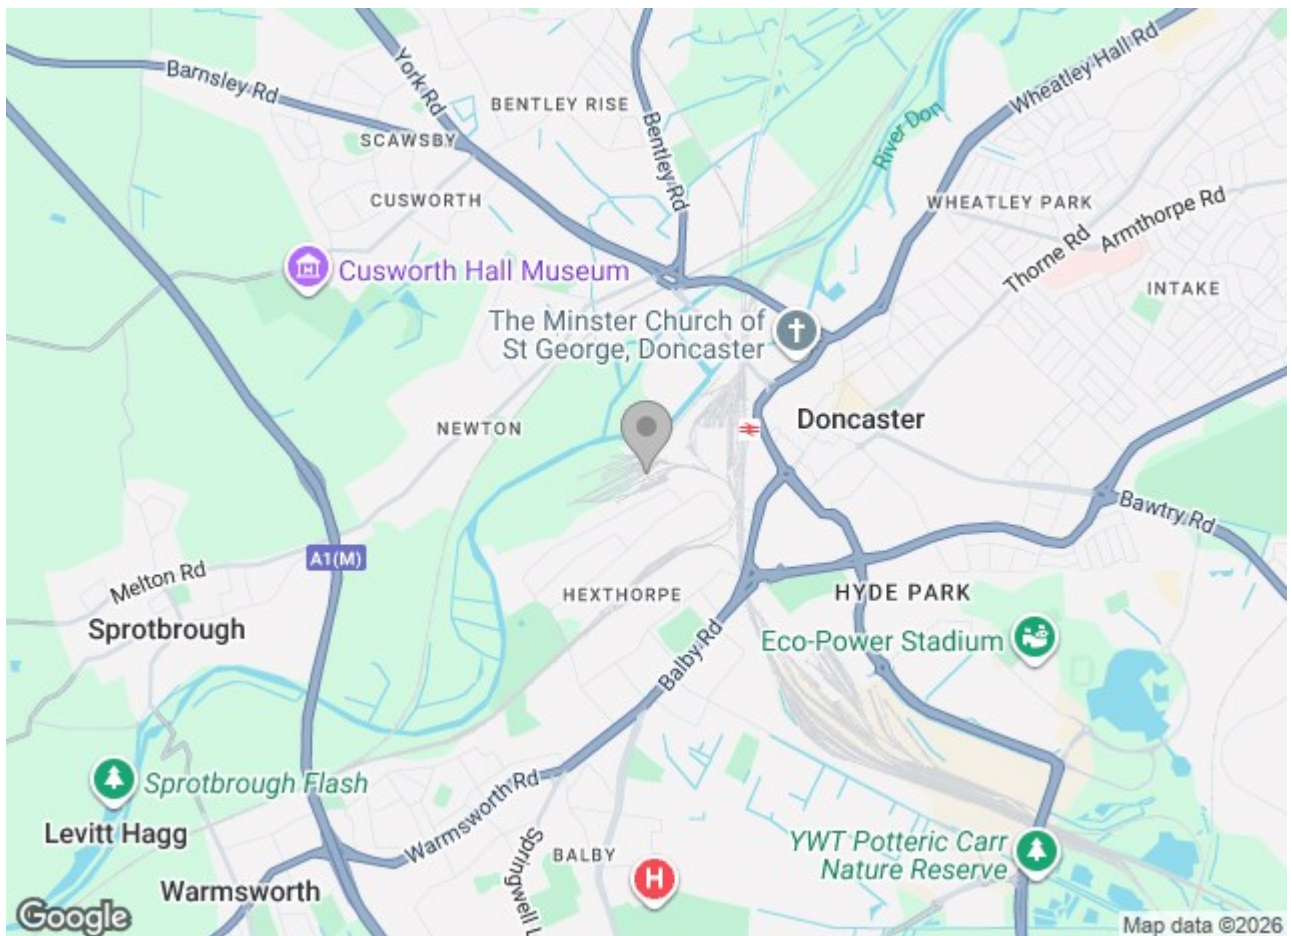 Barnsley Rd
York Rd
BENTLEY RISE
Bentley Rd
River Don
Wheatley Hall Rd
SCAWSBY
CUSWORTH
WHEATLEY PARK
Armthorpe Rd
Thorne Rd
Cusworth Hall Museum
INTAKE
The Minster Church of
St George, Doncaster
NEWTON
Doncaster
Bawtry Rd
A1(M)
Melton Rd
HEXTHORPE
HYDE PARK
Sprotbrough
Eco-Power Stadium
Balby Rd
Sprotbrough Flash
Levitt Hagg
Warmsworth Rd
Springwell L
BALBY
H
YWT Potteric Carr
Nature Reserve
Warmsworth
Google
Map data ©2026